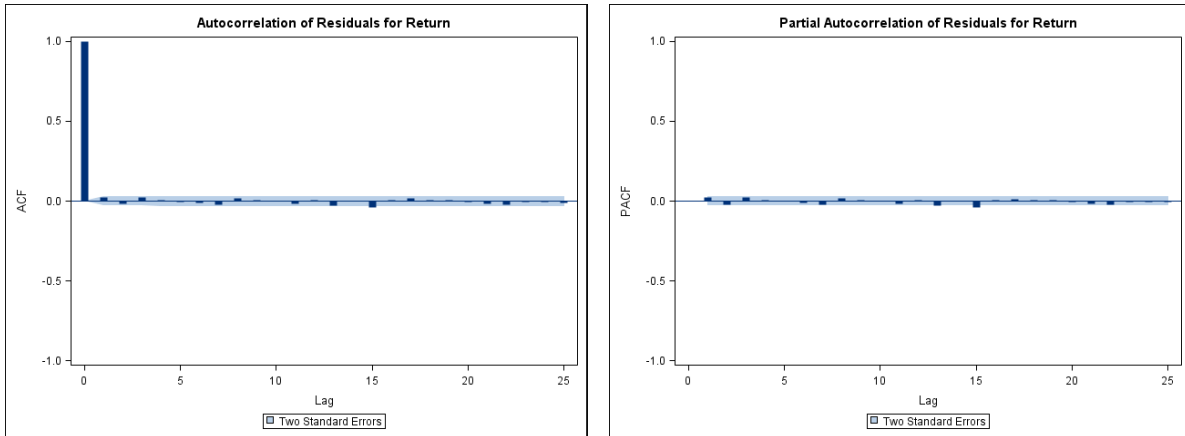 Autocorrelation of Residuals for Return
1.0
0.5
0.0
-0.5
-1.0
ACF
0 5 10 15 20 25
Lag
Two Standard Errors
Partial Autocorrelation of Residuals for Return
1.0
0.5
0.0
-0.5
-1.0
PACF
0 5 10 15 20 25
Lag
Two Standard Errors